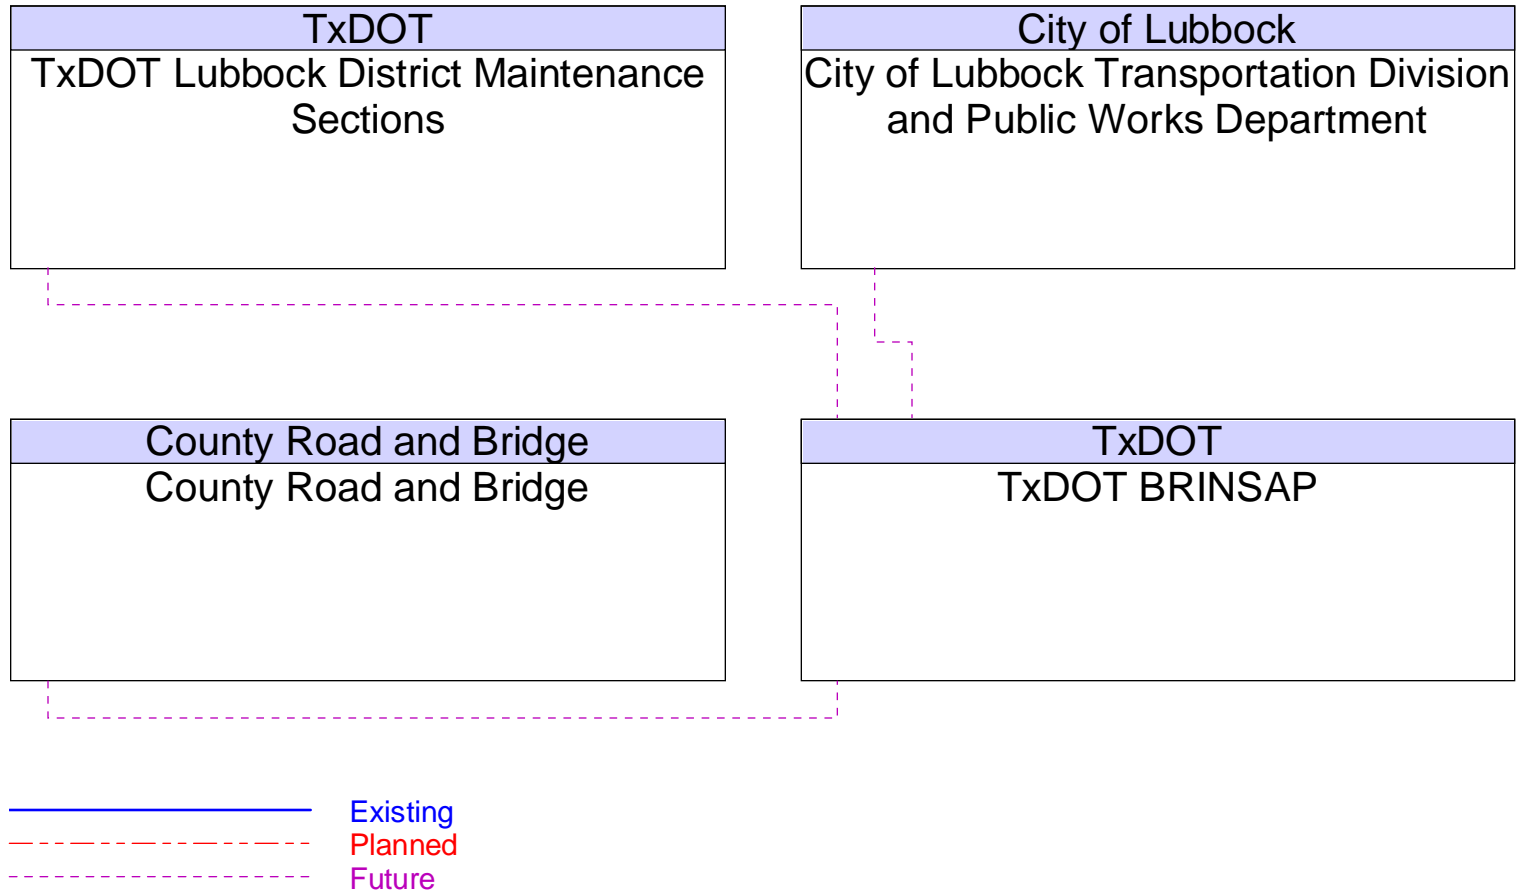 TxDOT
TxDOT Lubbock District Maintenance
Sections
City of Lubbock
City of Lubbock Transportation Division
and Public Works Department
County Road and Bridge
County Road and Bridge
TxDOT
TxDOT BRINSAP
Existing
Planned
Future